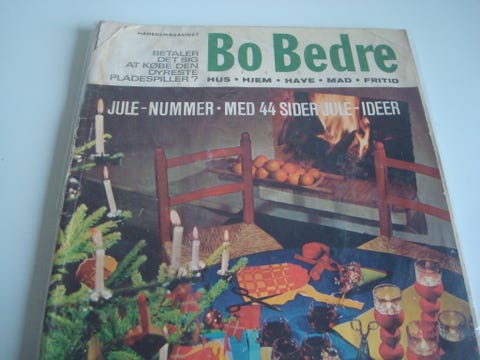 MÅNEDSMAGASINET
BETALER
DET SIG
AT KØBE DEN
DYRESTE
PLADESPILLER?
Bo Bedre
HUS • HJEM • HAVE • MAD • FRITID
JULE-NUMMER • MED 44 SIDER JULE-IDEER